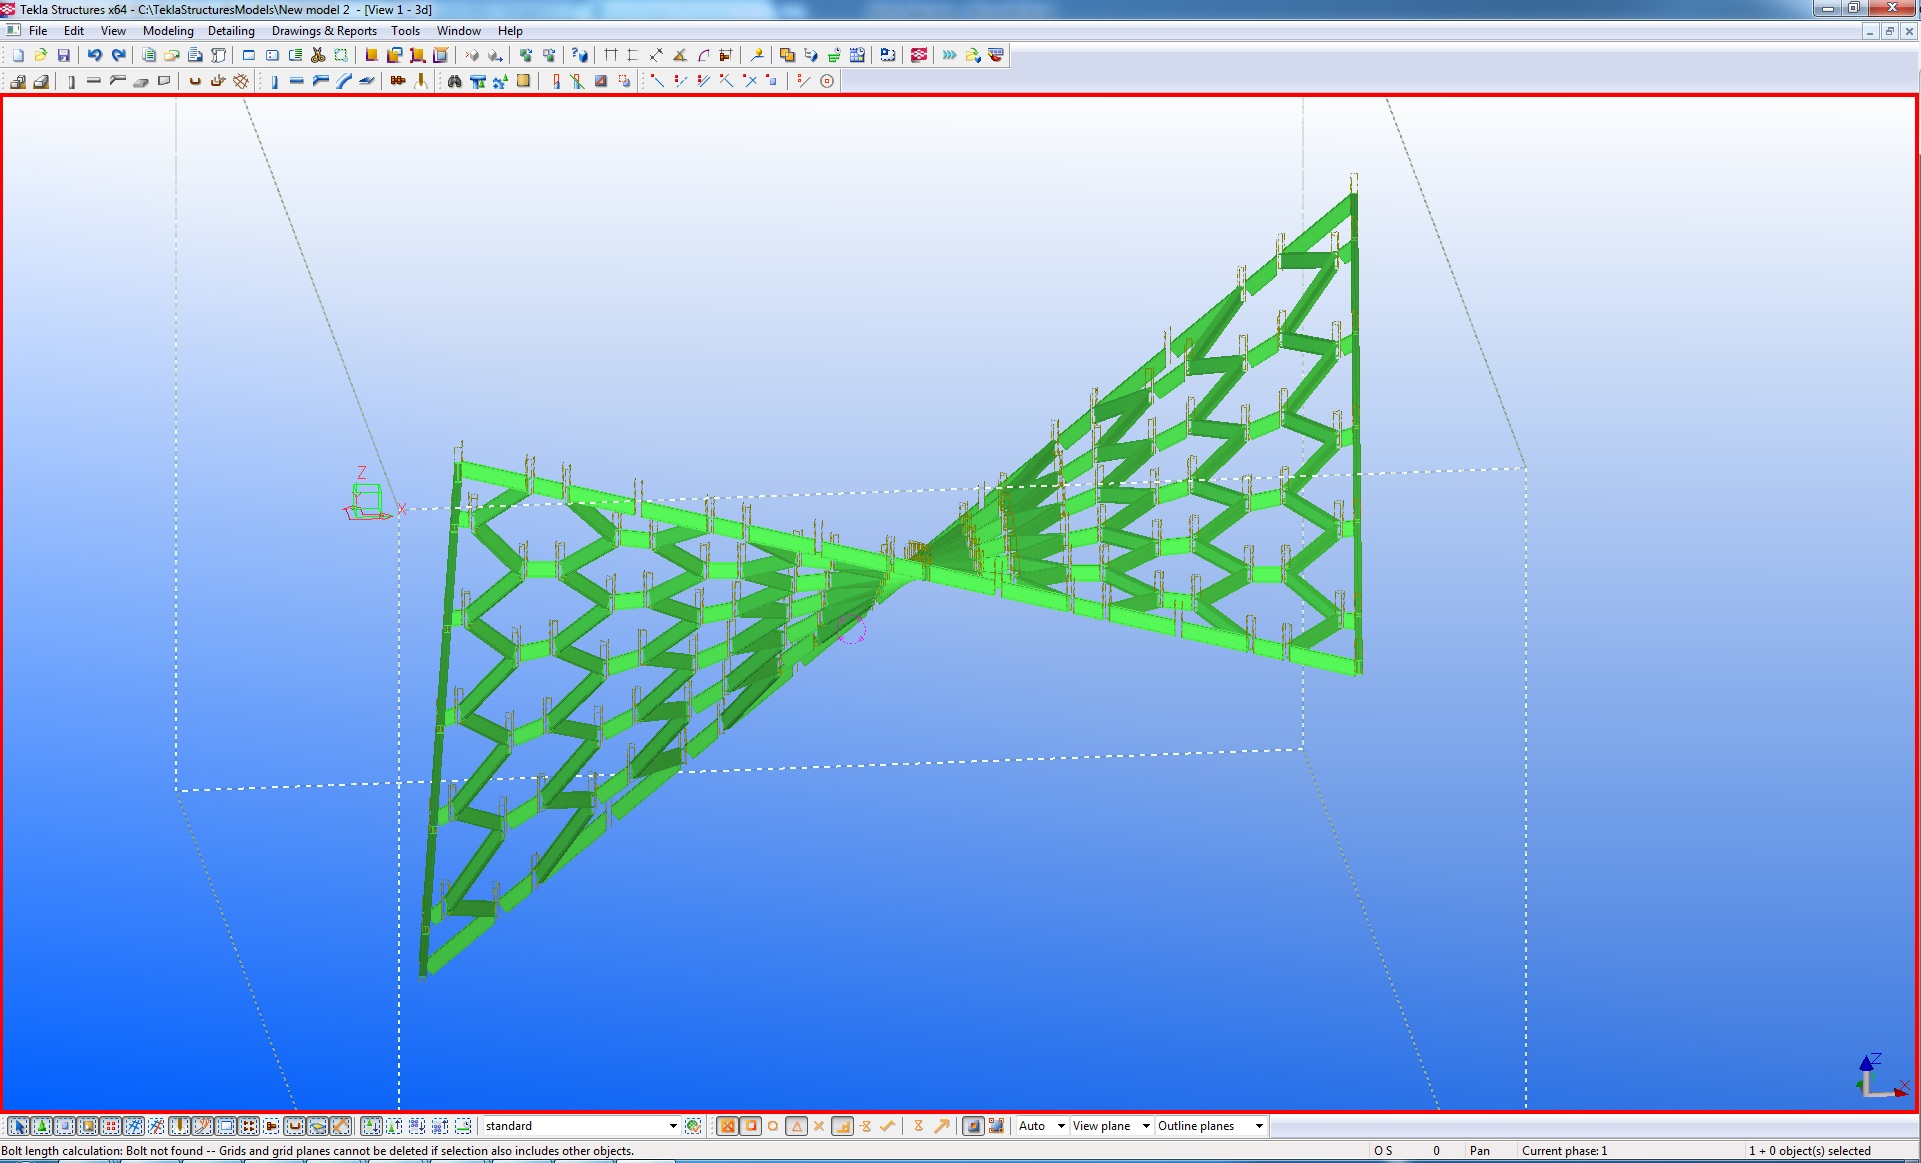 Tekla Structures x64 - C:\TeklaStructuresModels\New model 2 - [View 1 - 3d]
File Edit View Modeling Detailing Drawings & Reports Tools Window Help
Z
X
Z
X
standard Auto View plane Outline planes
Bolt length calculation: Bolt not found -- Grids and grid planes cannot be deleted if selection also includes other objects. O S 0 Pan Current phase: 1 1 + 0 object(s) selected